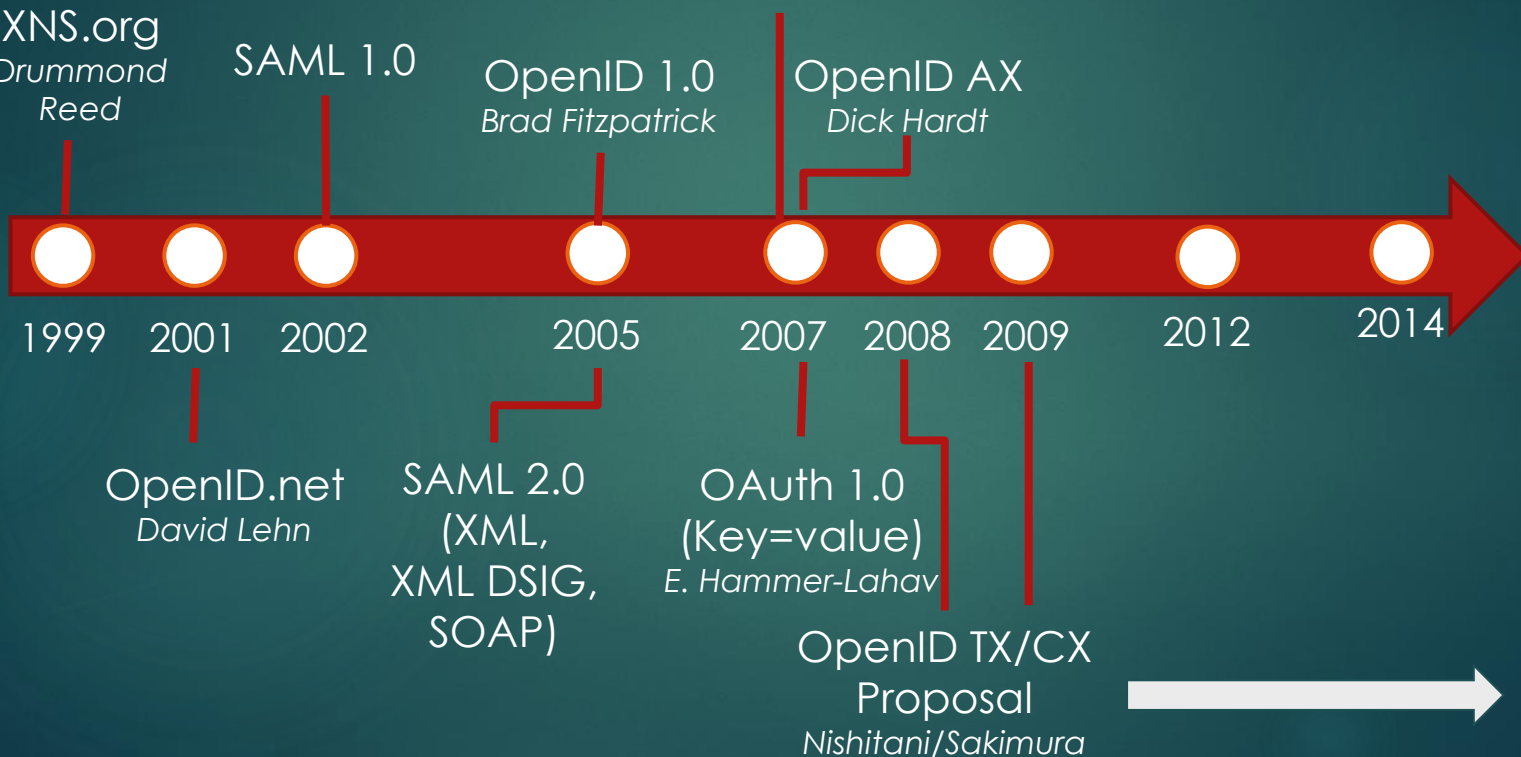 XNS.org
Drummond
Reed
SAML 1.0
OpenID 1.0
Brad Fitzpatrick
OpenID AX
Dick Hardt
1999
2001
2002
2005
2007
2008
2009
2012
2014
OpenID.net
David Lehn
SAML 2.0
(XML,
XML DSIG,
SOAP)
OAuth 1.0
(Key=value)
E. Hammer-Lahav
OpenID TX/CX
Proposal
Nishitani/Sakimura